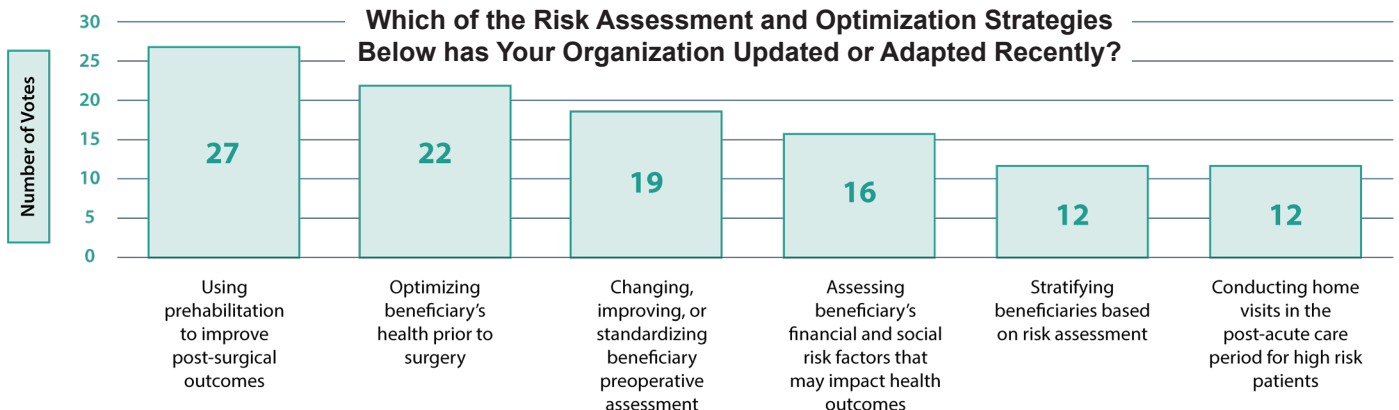 Which of the Risk Assessment and Optimization Strategies
Below has Your Organization Updated or Adapted Recently?
Number of Votes
30
25
20
15
10
5
0
27
22
19
16
12
12
Using
prehabilitation
to improve
post-surgical
outcomes
Optimizing
beneficiary’s
health prior to
surgery
Changing,
improving, or
standardizing
beneficiary
preoperative
assessment
Assessing
beneficiary’s
financial and social
risk factors that
may impact health
outcomes
Stratifying
beneficiaries based
on risk assessment
Conducting home
visits in the
post-acute care
period for high risk
patients